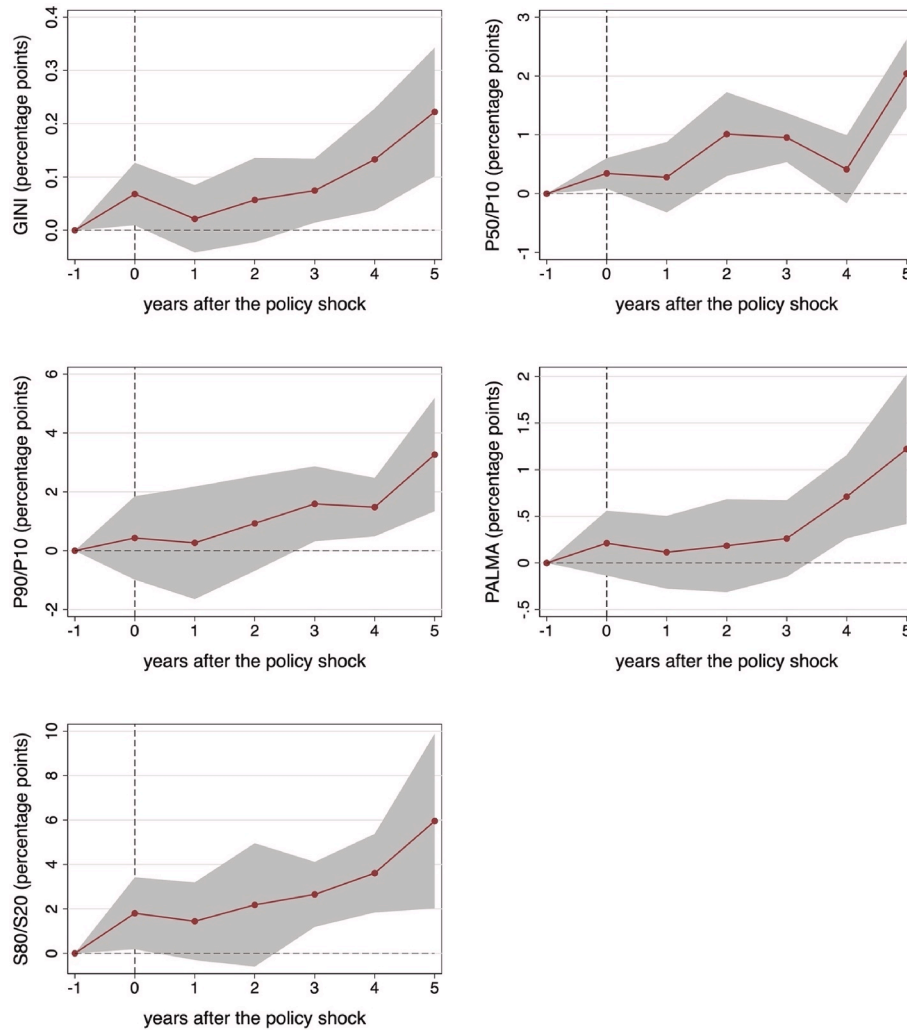 GINI (percentage points)
0.4
0.3
0.2
0.1
0.0
-1 0 1 2 3 4 5
years after the policy shock
P50/P10 (percentage points)
3
2
1
0
-1
-1 0 1 2 3 4 5
years after the policy shock
P90/P10 (percentage points)
6
4
2
0
-2
-1 0 1 2 3 4 5
years after the policy shock
PALMA (percentage points)
2
1.5
1
.5
0
-.5
-1 0 1 2 3 4 5
years after the policy shock
S80/S20 (percentage points)
10
8
6
4
2
0
-1 0 1 2 3 4 5
years after the policy shock